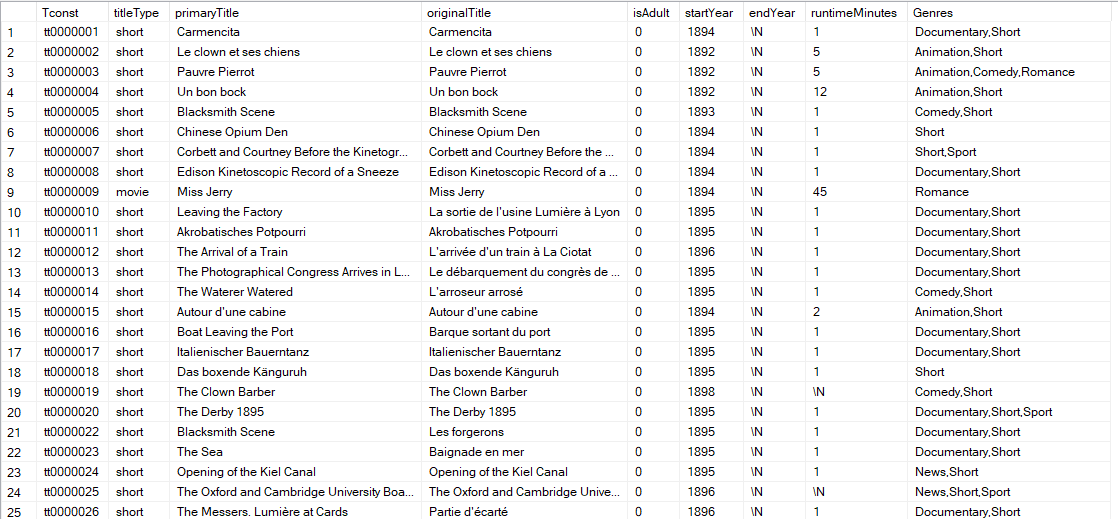 Tconst titleType primaryTitle originalTitle isAdult startYear endYear runtimeMinutes Genres
1 tt0000001 short Carmencita Carmencita 0 1894 \N 1 Documentary,Short
2 tt0000002 short Le clown et ses chiens Le clown et ses chiens 0 1892 \N 5 Animation,Short
3 tt0000003 short Pauvre Pierrot Pauvre Pierrot 0 1892 \N 5 Animation,Comedy,Romance
4 tt0000004 short Un bon bock Un bon bock 0 1892 \N 12 Animation,Short
5 tt0000005 short Blacksmith Scene Blacksmith Scene 0 1893 \N 1 Comedy,Short
6 tt0000006 short Chinese Opium Den Chinese Opium Den 0 1894 \N 1 Short
7 tt0000007 short Corbett and Courtney Before the Kinetogr... Corbett and Courtney Before the ... 0 1894 \N 1 Short,Sport
8 tt0000008 short Edison Kinetoscopic Record of a Sneeze Edison Kinetoscopic Record of a ... 0 1894 \N 1 Documentary,Short
9 tt0000009 movie Miss Jerry Miss Jerry 0 1894 \N 45 Romance
10 tt0000010 short Leaving the Factory La sortie de l'usine Lumière à Lyon 0 1895 \N 1 Documentary,Short
11 tt0000011 short Akrobatisches Potpourri Akrobatisches Potpourri 0 1895 \N 1 Documentary,Short
12 tt0000012 short The Arrival of a Train L'arrivée d'un train à La Ciotat 0 1896 \N 1 Documentary,Short
13 tt0000013 short The Photographical Congress Arrives in L... Le débarquement du congrès de ... 0 1895 \N 1 Documentary,Short
14 tt0000014 short The Waterer Watered L'arroseur arrosé 0 1895 \N 1 Comedy,Short
15 tt0000015 short Autour d'une cabine Autour d'une cabine 0 1894 \N 2 Animation,Short
16 tt0000016 short Boat Leaving the Port Barque sortant du port 0 1895 \N 1 Documentary,Short
17 tt0000017 short Italienischer Bauerntanz Italienischer Bauerntanz 0 1895 \N 1 Documentary,Short
18 tt0000018 short Das boxende Känguruh Das boxende Känguruh 0 1895 \N 1 Short
19 tt0000019 short The Clown Barber The Clown Barber 0 1898 \N \N Comedy,Short
20 tt0000020 short The Derby 1895 The Derby 1895 0 1895 \N 1 Documentary,Short,Sport
21 tt0000022 short Blacksmith Scene Les forgerons 0 1895 \N 1 Documentary,Short
22 tt0000023 short The Sea Baignade en mer 0 1895 \N 1 Documentary,Short
23 tt0000024 short Opening of the Kiel Canal Opening of the Kiel Canal 0 1895 \N 1 News,Short
24 tt0000025 short The Oxford and Cambridge University Boa... The Oxford and Cambridge Unive... 0 1896 \N \N News,Short,Sport
25 tt0000026 short The Messers. Lumière at Cards Partie d'écarté 0 1896 \N 1 Documentary,Short